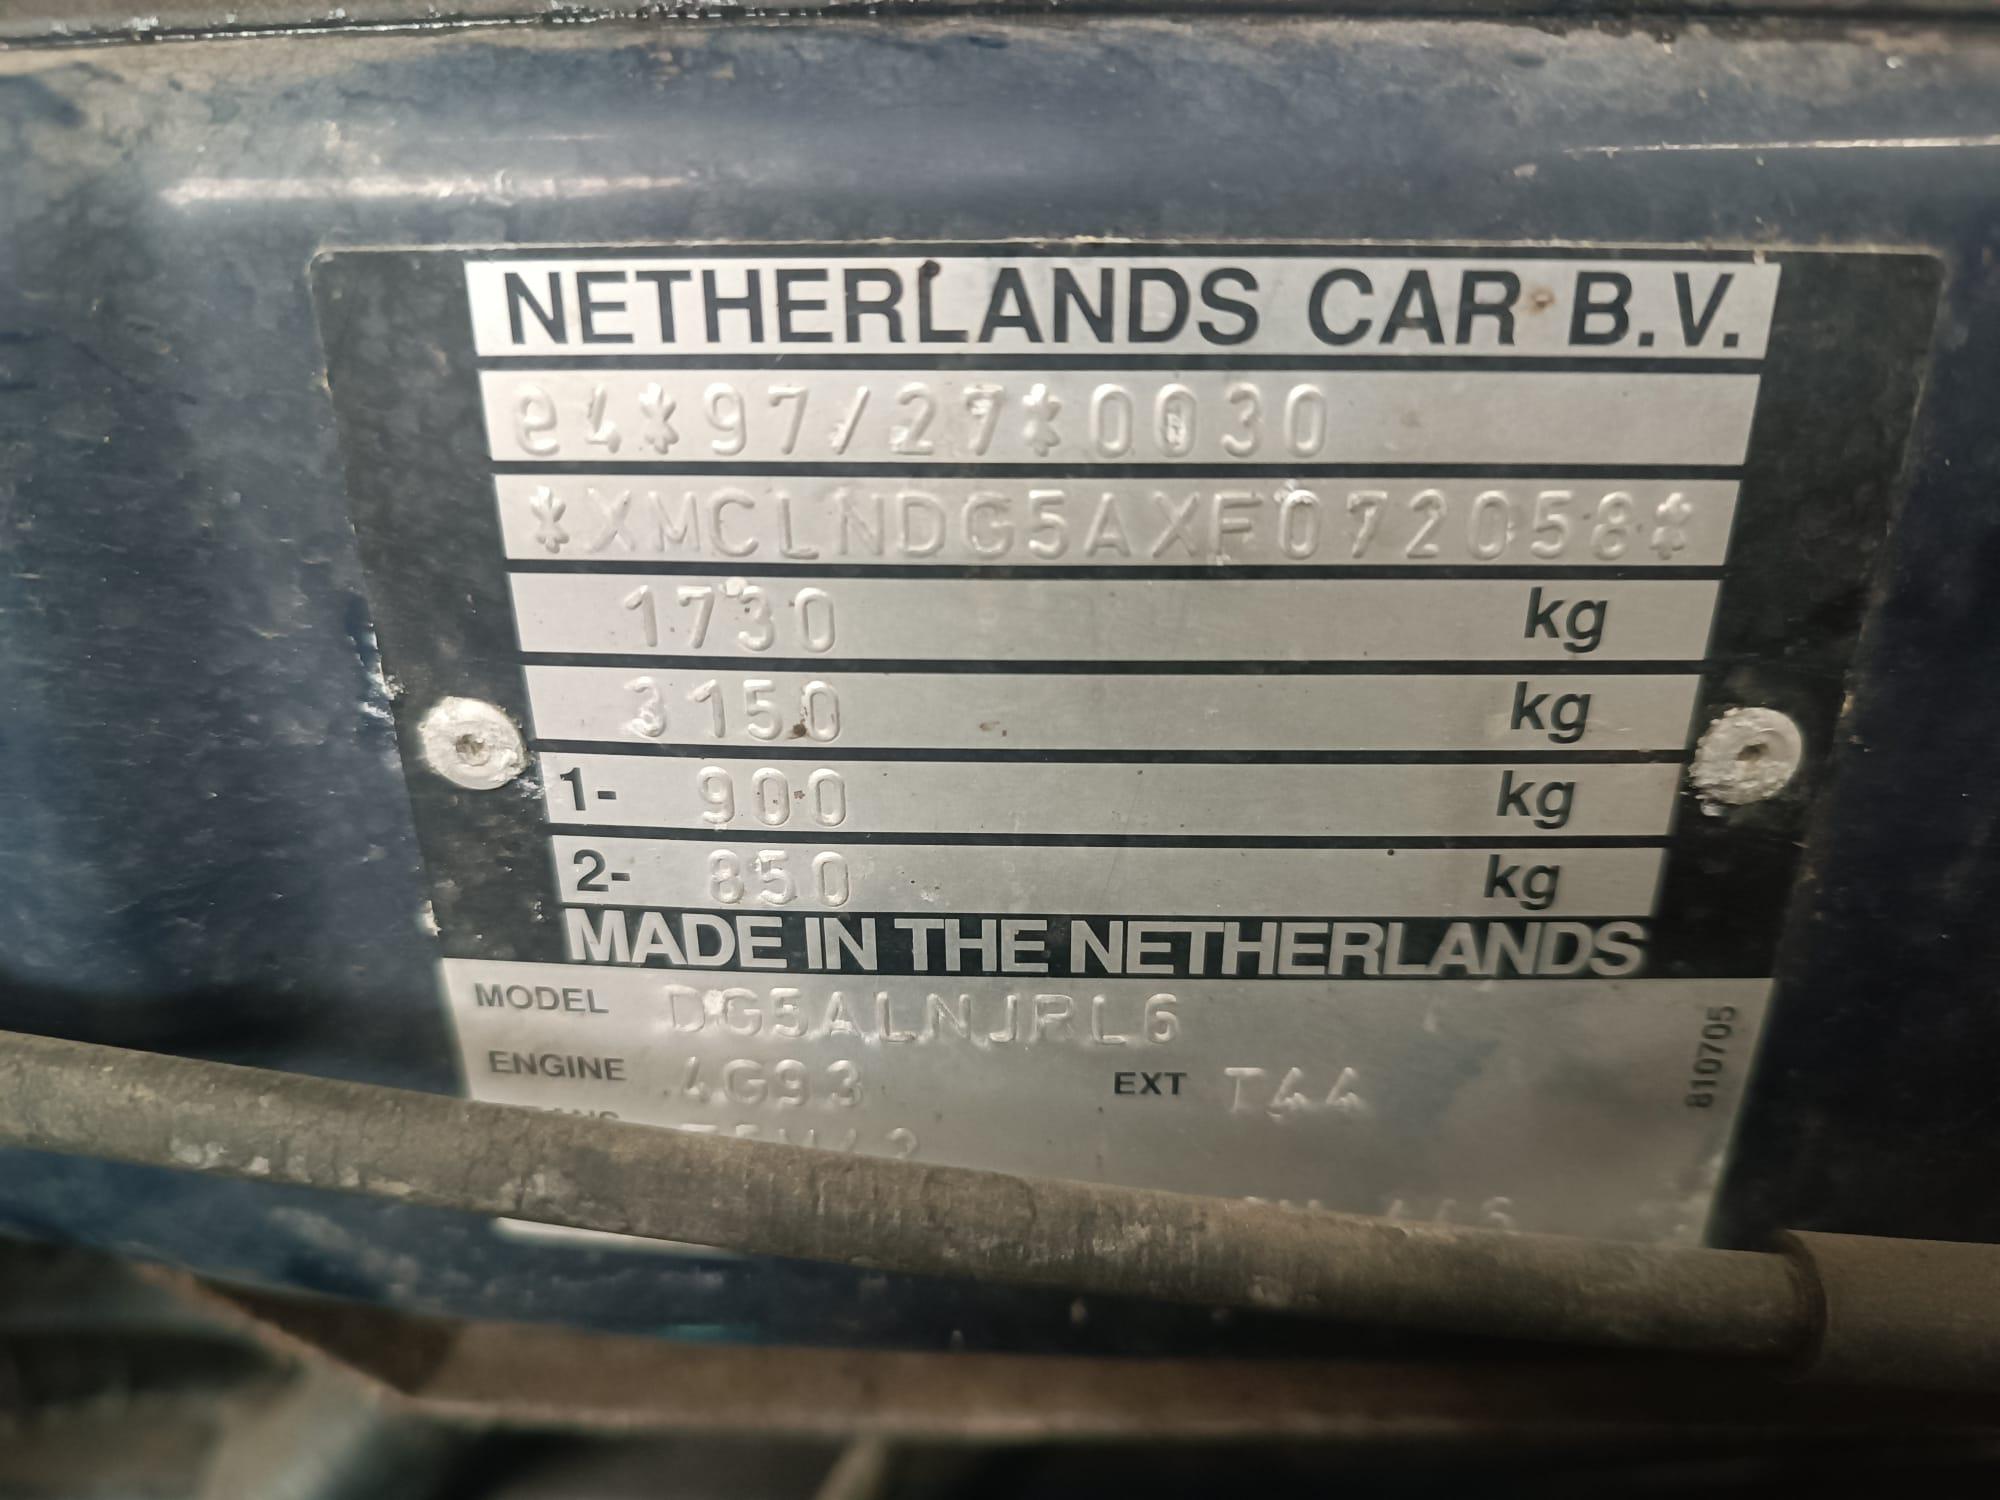 NETHERLANDS CAR B.V.
e4*97/27*0030
*XMCLNDG5AXF072058*
1730 kg
3150 kg
1- 900 kg
2- 850 kg
MADE IN THE NETHERLANDS
MODEL DG5ALNJRL6
ENGINE 4G93 EXT T44
810705